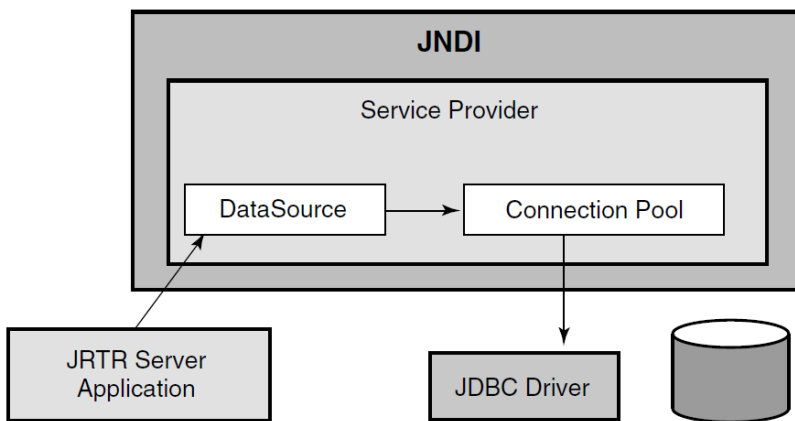 JNDI
Service Provider
DataSource
Connection Pool
JRTR Server
Application
JDBC Driver